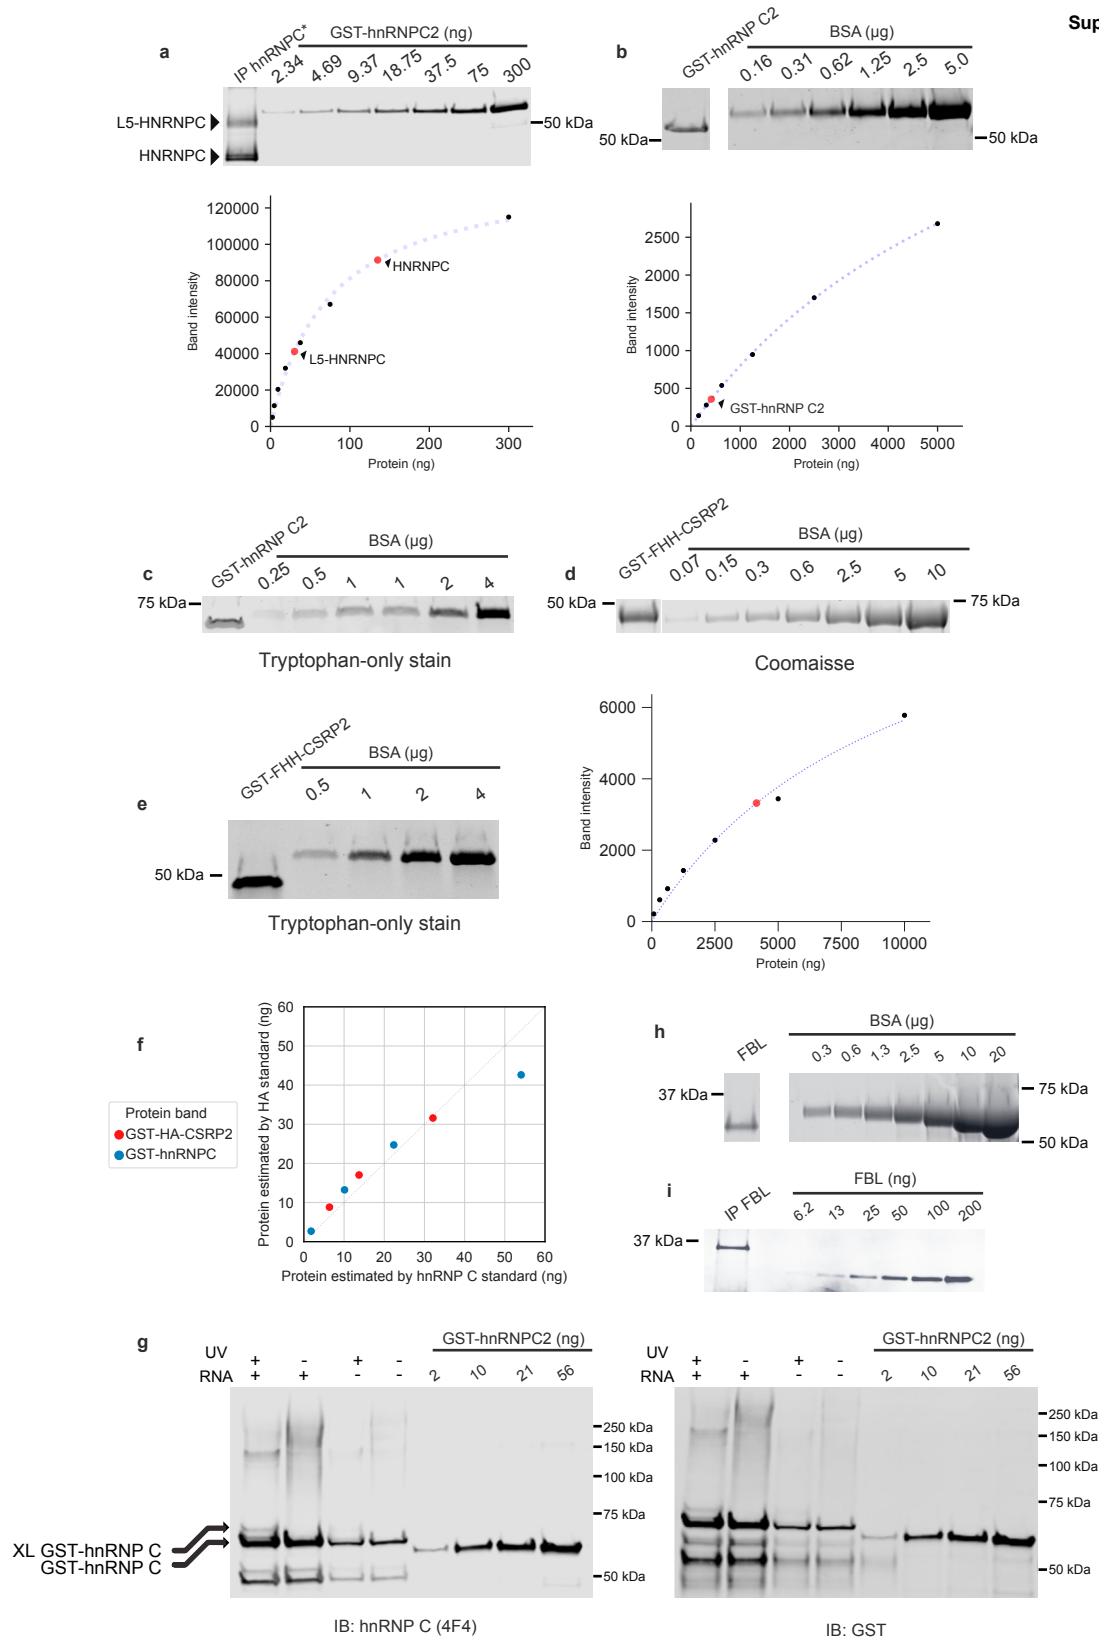 Sup
a
IP hnRNPC*
GST-hnRNPC2 (ng)
2.34 4.69 9.37 18.75 37.5 75 300
L5-HNRNPC
HNRNPC
50 kDa
120000
100000
80000
60000
40000
20000
0
Band intensity
HNRNPC
L5-HNRNPC
0 100 200 300
Protein (ng)
b
GST-hnRNP C2
BSA (µg)
0.16 0.31 0.62 1.25 2.5 5.0
50 kDa
50 kDa
2500
2000
1500
1000
500
0
Band intensity
GST-hnRNP C2
0 1000 2000 3000 4000 5000
Protein (ng)
c
GST-hnRNP C2
BSA (µg)
0.25 0.5 1 1 2 4
75 kDa
Tryptophan-only stain
d
GST-FHH-CSRP2
BSA (µg)
0.07 0.15 0.3 0.6 2.5 5 10
50 kDa
75 kDa
Coomaisse
6000
4000
2000
0
Band intensity
0 2500 5000 7500 10000
Protein (ng)
e
GST-FHH-CSRP2
BSA (µg)
0.5 1 2 4
50 kDa
Tryptophan-only stain
f
Protein band
GST-HA-CSRP2
GST-hnRNPC
60
50
40
30
20
10
0
Protein estimated by HA standard (ng)
0 10 20 30 40 50 60
Protein estimated by hnRNP C standard (ng)
h
FBL
BSA (µg)
0.3 0.6 1.3 2.5 5 10 20
37 kDa
75 kDa
50 kDa
i
IP FBL
FBL (ng)
6.2 13 25 50 100 200
37 kDa
g
GST-hnRNPC2 (ng)
UV + - + -
RNA + + - - 2 10 21 56
250 kDa
150 kDa
100 kDa
75 kDa
50 kDa
XL GST-hnRNP C
GST-hnRNP C
IB: hnRNP C (4F4)
GST-hnRNPC2 (ng)
UV + - + -
RNA + + - - 2 10 21 56
250 kDa
150 kDa
100 kDa
75 kDa
50 kDa
IB: GST